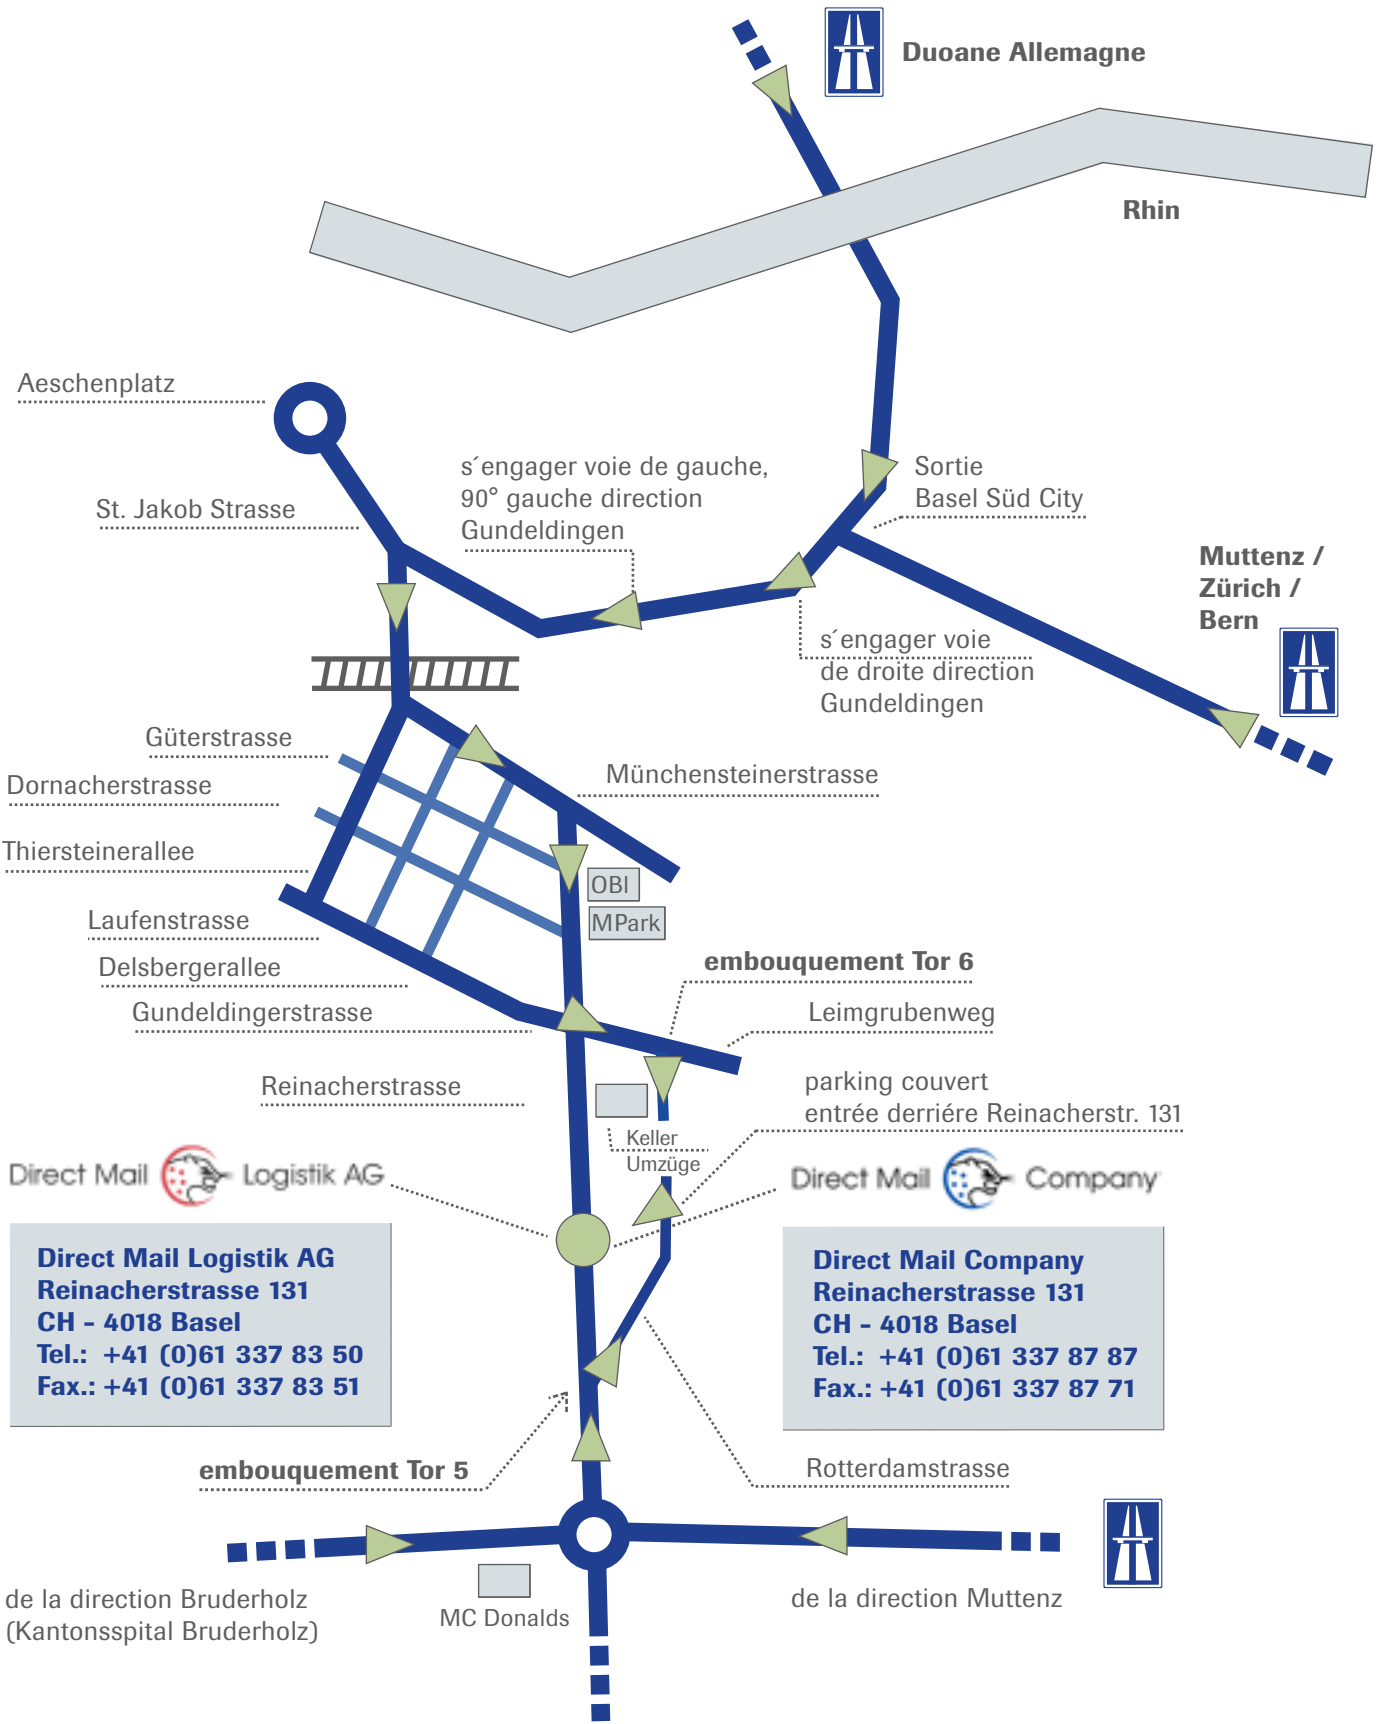 Duoane Allemagne
Rhin
Aeschenplatz
St. Jakob Strasse
s´engager voie de gauche,
90° gauche direction
Gundeldingen
Sortie
Basel Süd City
Muttenz /
Zürich /
Bern
s´engager voie
de droite direction
Gundeldingen
Güterstrasse
Dornacherstrasse
Thiersteinerallee
Laufenstrasse
Delsbergerallee
Gundeldingerstrasse
Münchensteinerstrasse
OBI
MPark
embouquement Tor 6
Leimgrubenweg
Reinacherstrasse
parking couvert
entrée derriére Reinacherstr. 131
Keller
Umzüge
Direct Mail Logistik AG
Direct Mail Company
Direct Mail Logistik AG
Reinacherstrasse 131
CH - 4018 Basel
Tel.: +41 (0)61 337 83 50
Fax.: +41 (0)61 337 83 51
Direct Mail Company
Reinacherstrasse 131
CH - 4018 Basel
Tel.: +41 (0)61 337 87 87
Fax.: +41 (0)61 337 87 71
embouquement Tor 5
Rotterdamstrasse
de la direction Bruderholz
(Kantonsspital Bruderholz)
MC Donalds
de la direction Muttenz